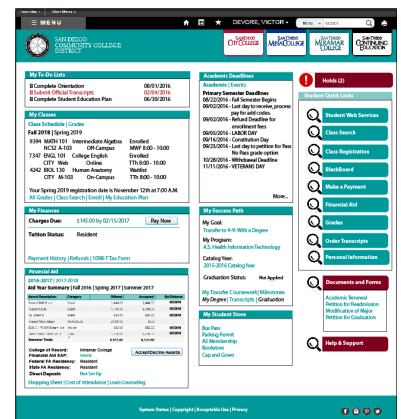 MENU
DEVORE, VICTOR
Menu
Search
SAN DIEGO
COMMUNITY COLLEGE
DISTRICT
SAN DIEGO
CITY COLLEGE
SAN DIEGO
MESA COLLEGE
SAN DIEGO
MIRAMAR
COLLEGE
SAN DIEGO
CONTINUING
EDUCATION
My To-Do Lists
Complete Orientation 08/01/2016
Submit Official Transcripts 02/04/2016
Complete Student Education Plan 06/30/2016
My Classes
Class Schedule | Grades
Fall 2018 | Spring 2019
9394 MATH 101 Intermediate Algebra Enrolled
NC32 A-103 Off-Campus MWF 8:00 - 10:00
7347 ENGL 101 College English Enrolled
CITY Web Online TTh 8:00 - 10:00
4242 BIOL 130 Human Anatomy Waitlist
CITY M-103 On-Campus TTh 8:00 - 10:00
Your Spring 2019 registration date is November 12th at 7:00 A.M.
All Grades | Class Search | Enroll | My Education Plan
My Finances
Charges Due: $145.00 by 02/15/2017 Pay Now
Tuition Status: Resident
Payment History | Refunds | 1098-T Tax Form
Financial Aid
2016-2017 | 2017-2018
Aid Year Summary | Fall 2016 | Spring 2017 | Summer 2017
Award Description Category Offered Accepted
College of Record: Miramar College
Financial Aid SAP:
Federal FA Residency: Resident
State FA Residency: Resident
Direct Deposit Not Set Up
Accept/Decline Awards
Shopping Sheet | Cost of Attendance | Loan Counseling
Academic Deadlines
Academic | Events
Primary Semester Deadlines
08/22/2016 - Fall Semester Begins
09/02/2016 - Last day to receive, process
pay for add codes.
09/02/2016 - Refund Deadline for
enrollment fees
09/05/2016 - LABOR DAY
09/16/2016 - Constitution Day
09/23/2016 - Last day to petition for Pass
No Pass grade option
10/28/2016 - Withdrawal Deadline
11/11/2016 - VETERANS DAY
More...
My Success Path
My Goal:
Transfer to 4-Yr With a Degree
My Program:
A.S. Health Information Technology
Catalog Year:
2015-2016 Catalog Year
Graduation Status: Not Applied
My Transfer Coursework | Milestones
My Degree | Transcripts | Graduation
My Student Store
Bus Pass
Parking Permit
AS Membership
Bookstore
Cap and Gown
Holds (2)
Student Quick Links
Student Web Services
Class Search
Class Registration
BlackBoard
Make a Payment
Financial Aid
Grades
Order Transcripts
Personal Information
Documents and Forms
Academic Renewal
Petition for Readmission
Modification of Major
Petition for Graduation
Help & Support
System Status | Copyright | Acceptable Use | Privacy